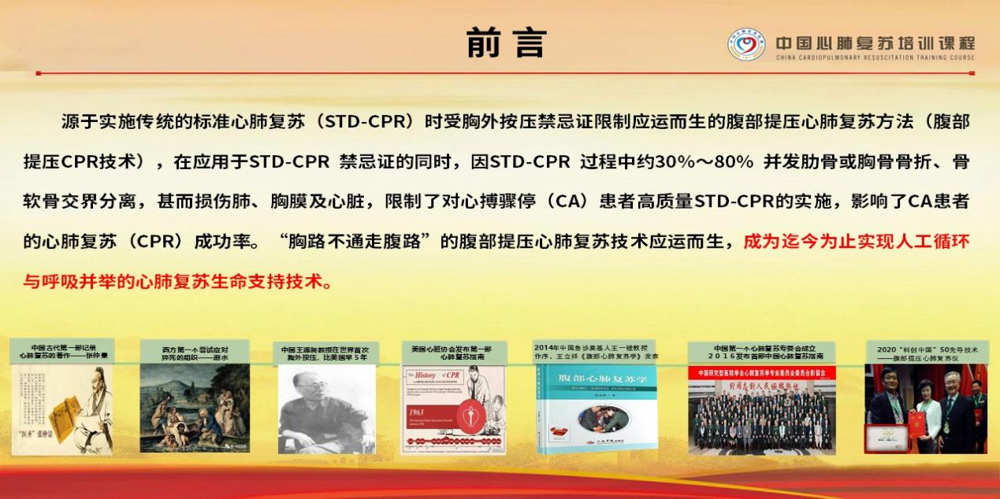 前言
中国心肺复苏培训课程
CHINA CARDIOPULMONARY RESUSCITATION TRAINING COURSE
源于实施传统的标准心肺复苏（STD-CPR）时受胸外按压禁忌证限制应运而生的腹部提压心肺复苏方法（腹部
提压CPR技术），在应用于STD-CPR 禁忌证的同时，因STD-CPR 过程中约30%～80% 并发肋骨或胸骨骨折、骨
软骨交界分离，甚而损伤肺、胸膜及心脏，限制了对心搏骤停（CA）患者高质量STD-CPR的实施，影响了CA患者
的心肺复苏（CPR）成功率。“胸路不通走腹路”的腹部提压心肺复苏技术应运而生，成为迄今为止实现人工循环
与呼吸并举的心肺复苏生命支持技术。
中国古代第一部记录
心肺复苏的著作——张仲景
“医圣”张仲景
西方第一个尝试应对
猝死的组织——溺水
胸外按压，比美国早５年
美国心脏协会发布第一部
心肺复苏指南
The History of CPR
1963
2014年中国急诊奠基人王一镗教授
作序，王立祥《腹部心肺复苏学》发表
腹部心肺复苏学
FUBU XINFEI FUSUXUE
中国第一个心肺复苏专委会成立
２０１６发布首部中国心肺复苏指南
中国研究型医院学会心肺复苏学专业委员会委员合影留念
2020“科创中国”50先导技术
——腹部提压心肺复苏仪